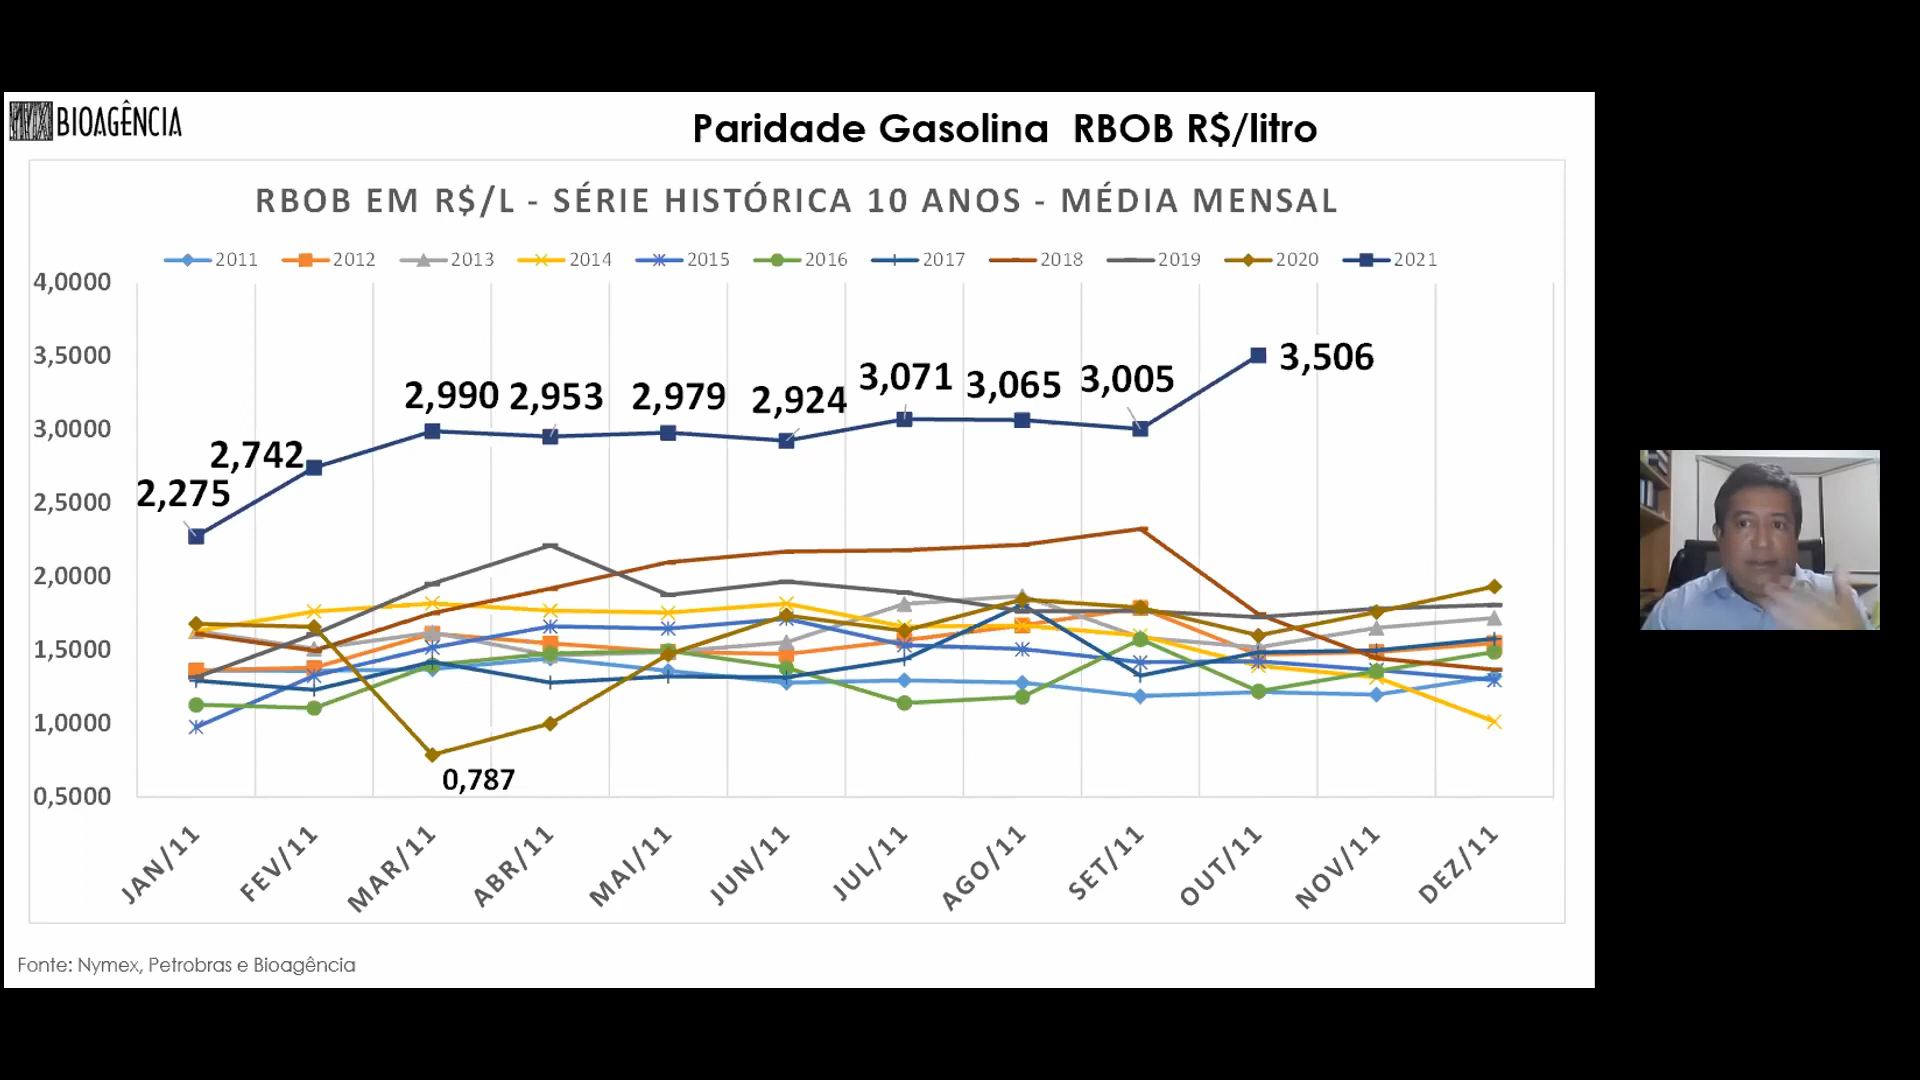 BIOAGÊNCIA
Paridade Gasolina RBOB R$/litro
RBOB EM R$/L - SÉRIE HISTÓRICA 10 ANOS - MÉDIA MENSAL
2011 2012 2013 2014 2015 2016 2017 2018 2019 2020 2021
4,0000
3,5000
3,0000
2,5000
2,0000
1,5000
1,0000
0,5000
2,275
2,742
2,990
2,953
2,979
2,924
3,071
3,065
3,005
3,506
0,787
JAN/11
FEV/11
MAR/11
ABR/11
MAI/11
JUN/11
JUL/11
AGO/11
SET/11
OUT/11
NOV/11
DEZ/11
Fonte: Nymex, Petrobras e Bioagência